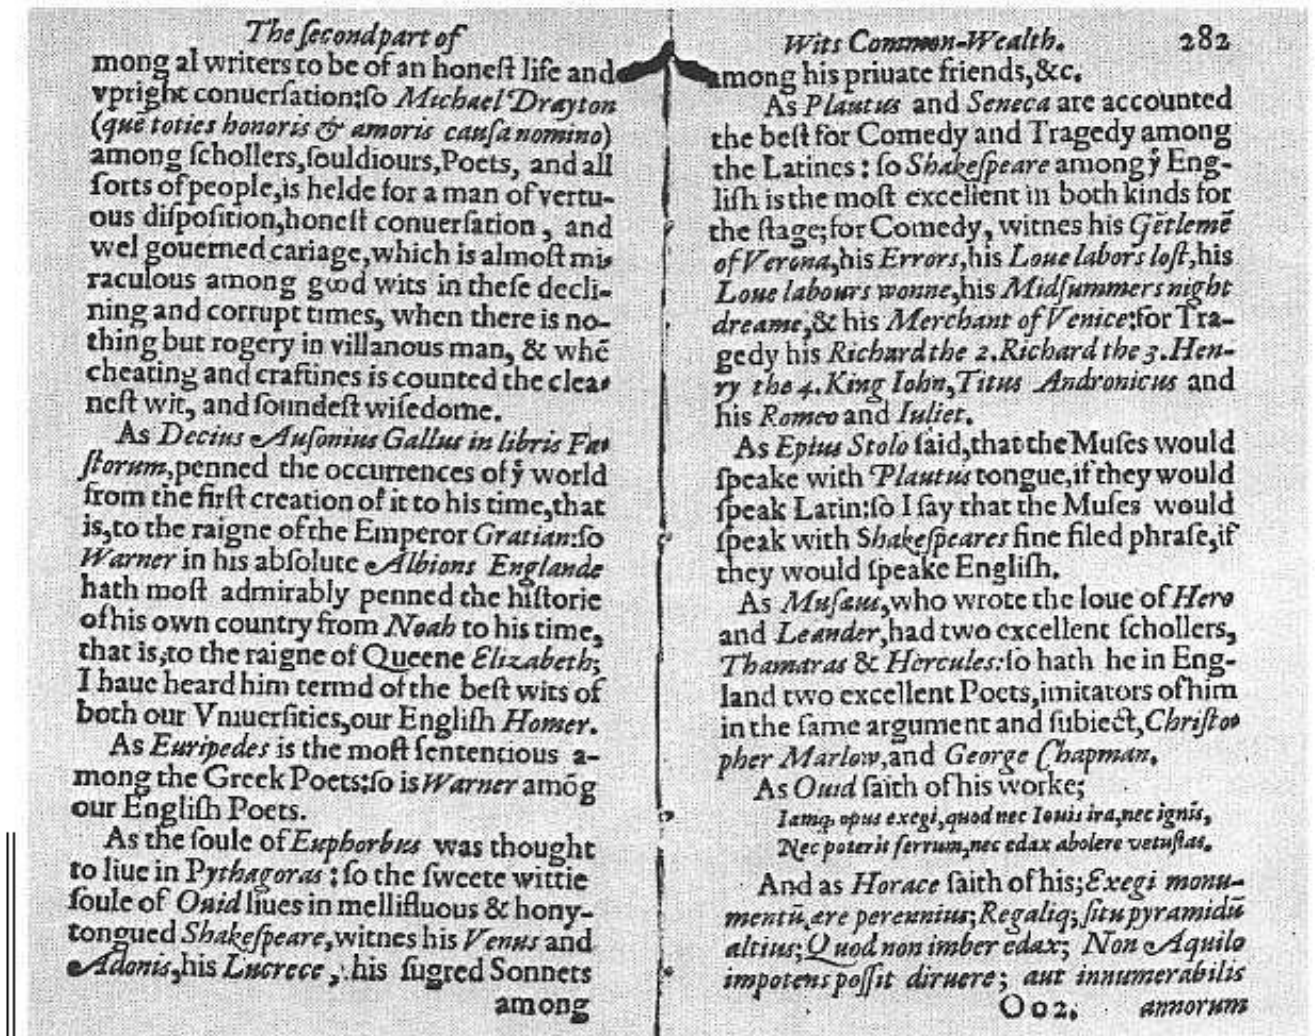 The ſecond part of
mong al writers to be of an honeſt life and
vpright conuerſation:ſo Michael Drayton
(quē toties honoris & amoris cauſa nomino)
among ſchollers,ſouldiours,Poets, and all
ſorts of people,is helde for a man of vertu-
ous diſpoſition,honeſt conuerſation, and
wel gouerned cariage,which is almoſt mi-
raculous among good wits in theſe decli-
ning and corrupt times, when there is no-
thing but rogery in villanous man, & whē
cheating and craftines is counted the clea-
neſt wit, and ſoundeſt wiſedome.
As Decius Auſonius Gallus in libris Fa-
ſtorum,penned the occurrences of ẙ world
from the firſt creation of it to his time,that
is,to the raigne of the Emperor Gratian:ſo
Warner in his abſolute Albions Englande
hath moſt admirably penned the hiſtorie
of his own country from Noah to his time,
that is,to the raigne of Queene Elizabeth;
I haue heard him termd of the beſt wits of
both our Vniuerſities,our Engliſh Homer.
As Euripedes is the moſt ſententious a-
mong the Greek Poets:ſo is Warner amōg
our Engliſh Poets.
As the ſoule of Euphorbus was thought
to liue in Pythagoras : ſo the ſweete wittie
ſoule of Ouid liues in mellifluous & hony-
tongued Shakeſpeare,witnes his Venus and
Adonis,his Lucrece, his ſugred Sonnets
among
Wits Common-Wealth. 282
among his priuate friends,&c.
As Plautus and Seneca are accounted
the beſt for Comedy and Tragedy among
the Latines : ſo Shakeſpeare among ẙ Eng-
liſh is the moſt excellent in both kinds for
the ſtage;for Comedy, witnes his Gētlemē
of Verona,his Errors,his Loue labors loſt,his
Loue labours wonne,his Midſummers night
dreame,& his Merchant of Venice:for Tra-
gedy his Richard the 2.Richard the 3.Hen-
ry the 4.King Iohn,Titus Andronicus and
his Romeo and Iuliet.
As Epius Stolo ſaid,that the Muſes would
ſpeake with Plautus tongue,if they would
ſpeak Latin:ſo I ſay that the Muſes would
ſpeak with Shakeſpeares fine filed phraſe,if
they would ſpeake Engliſh.
As Muſæus,who wrote the loue of Hero
and Leander,had two excellent ſchollers,
Thamaras & Hercules:ſo hath he in Eng-
land two excellent Poets,imitators of him
in the ſame argument and ſubiect,Chriſto-
pher Marlow,and George Chapman.
As Ouid ſaith of his worke;
Iamq, opus exegi,quod nec Iouis ira,nec ignis,
Nec poterit ferrum,nec edax abolere vetuſtas.
And as Horace ſaith of his;Exegi monu-
mentū ære perennius;Regaliq; ſitu pyramidū
altius;Quod non imber edax; Non Aquilo
impotens poſſit diruere; aut innumerabilis
Oo2. annorum